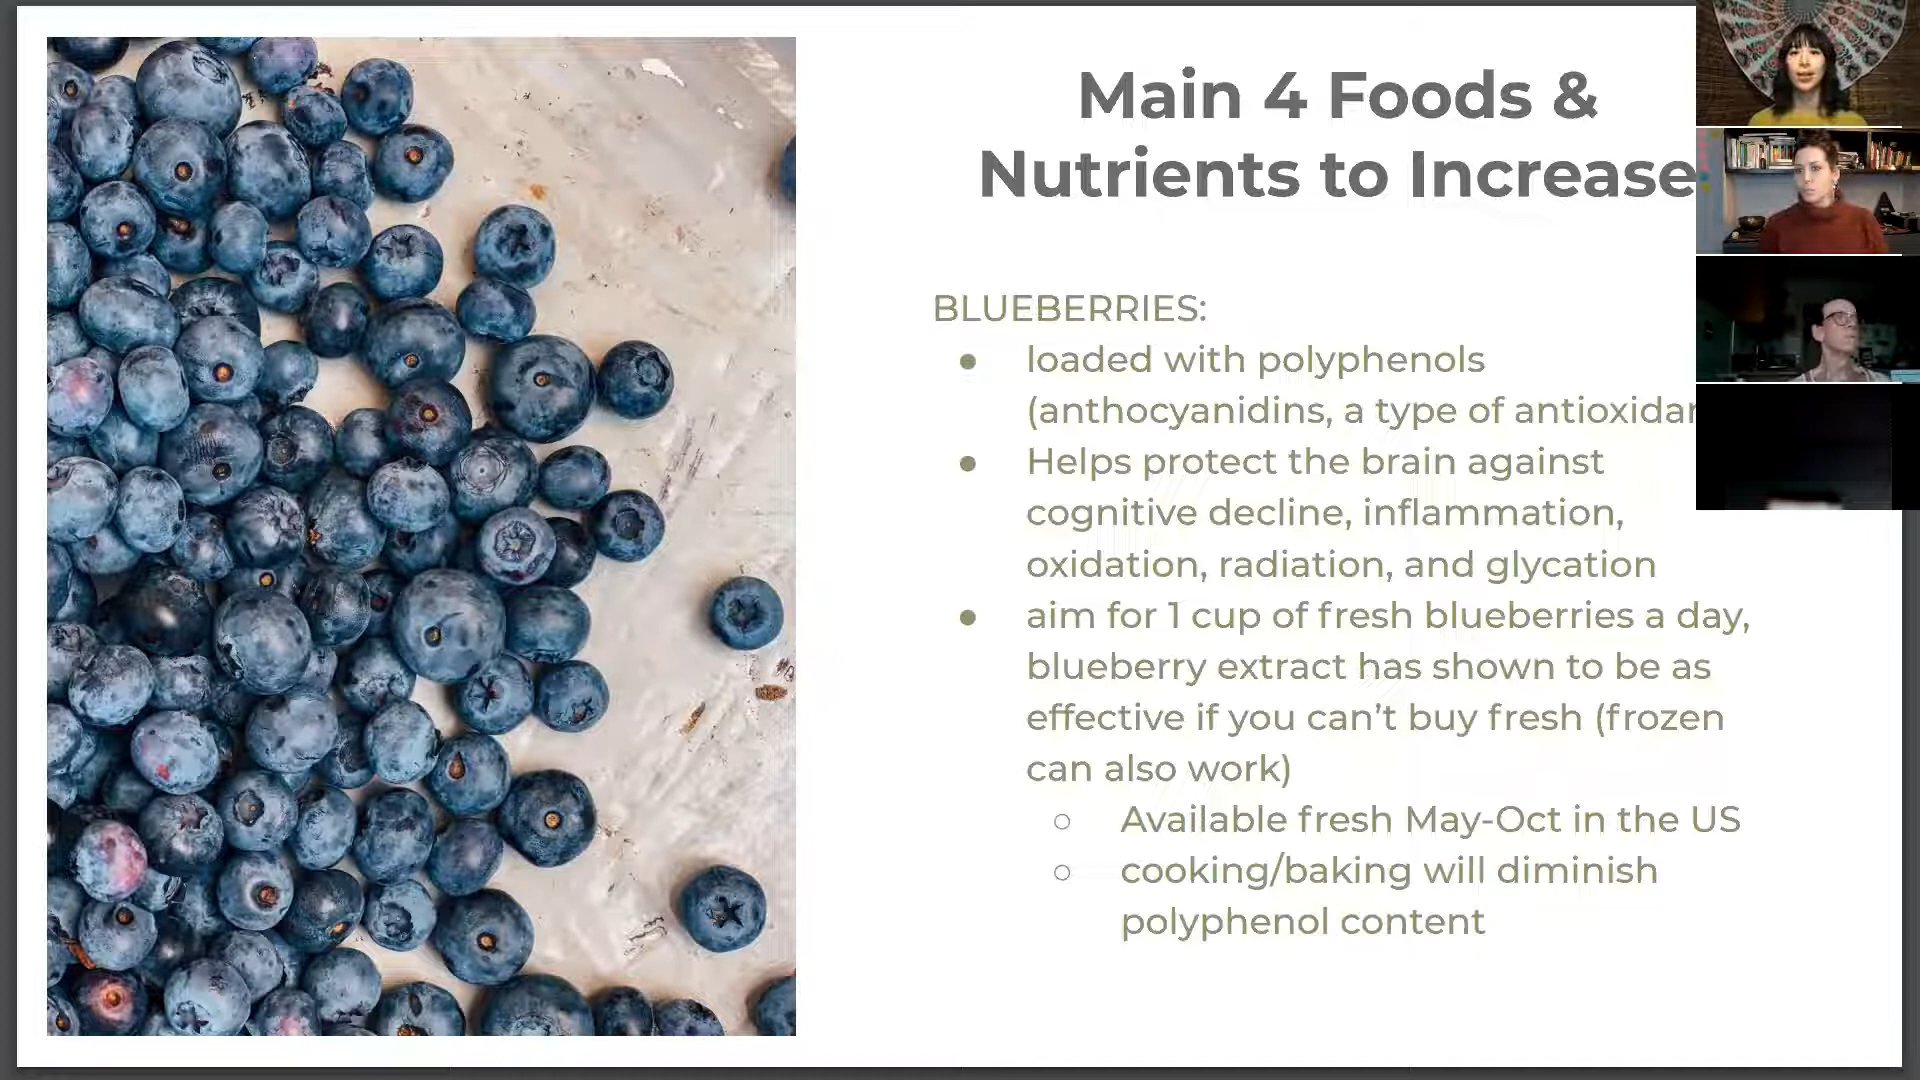 Main 4 Foods &
Nutrients to Increase
BLUEBERRIES:
● loaded with polyphenols
(anthocyanidins, a type of
● Helps protect the brain against
cognitive decline, inflammation,
oxidation, radiation, and glycation
● aim for 1 cup of fresh blueberries a day,
blueberry extract has shown to be as
effective if you can’t buy fresh (frozen
can also work)
○ Available fresh May-Oct in the US
○ cooking/baking will diminish
polyphenol content